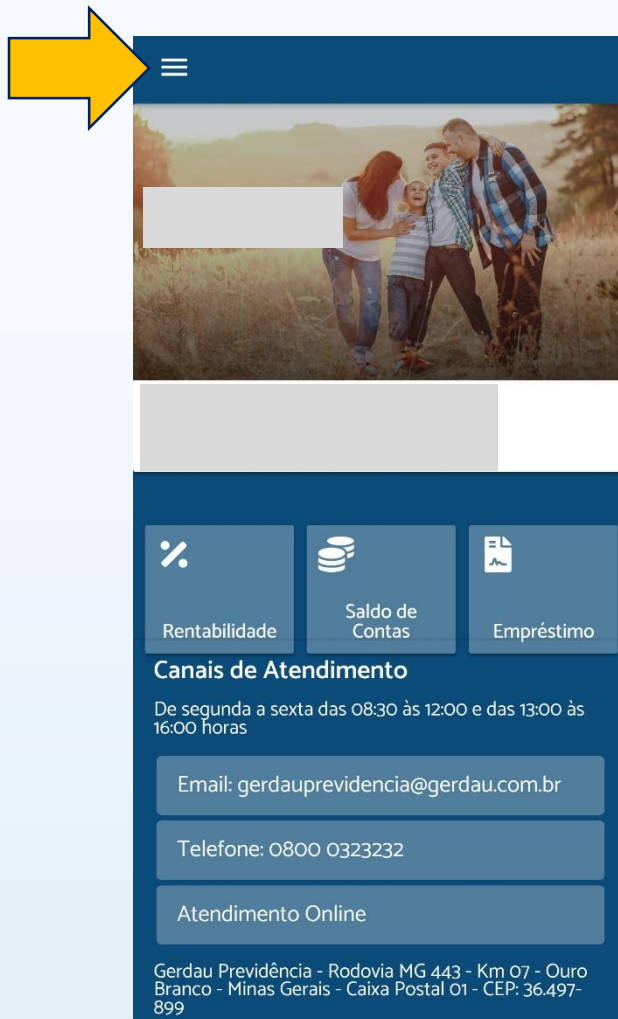 Rentabilidade
Saldo de
Contas
Empréstimo
Canais de Atendimento
De segunda a sexta das 08:30 às 12:00 e das 13:00 às
16:00 horas
Email: gerdauprevidencia@gerdau.com.br
Telefone: 0800 0323232
Atendimento Online
Gerdau Previdência - Rodovia MG 443 - Km 07 - Ouro
Branco - Minas Gerais - Caixa Postal 01 - CEP: 36.497-
899